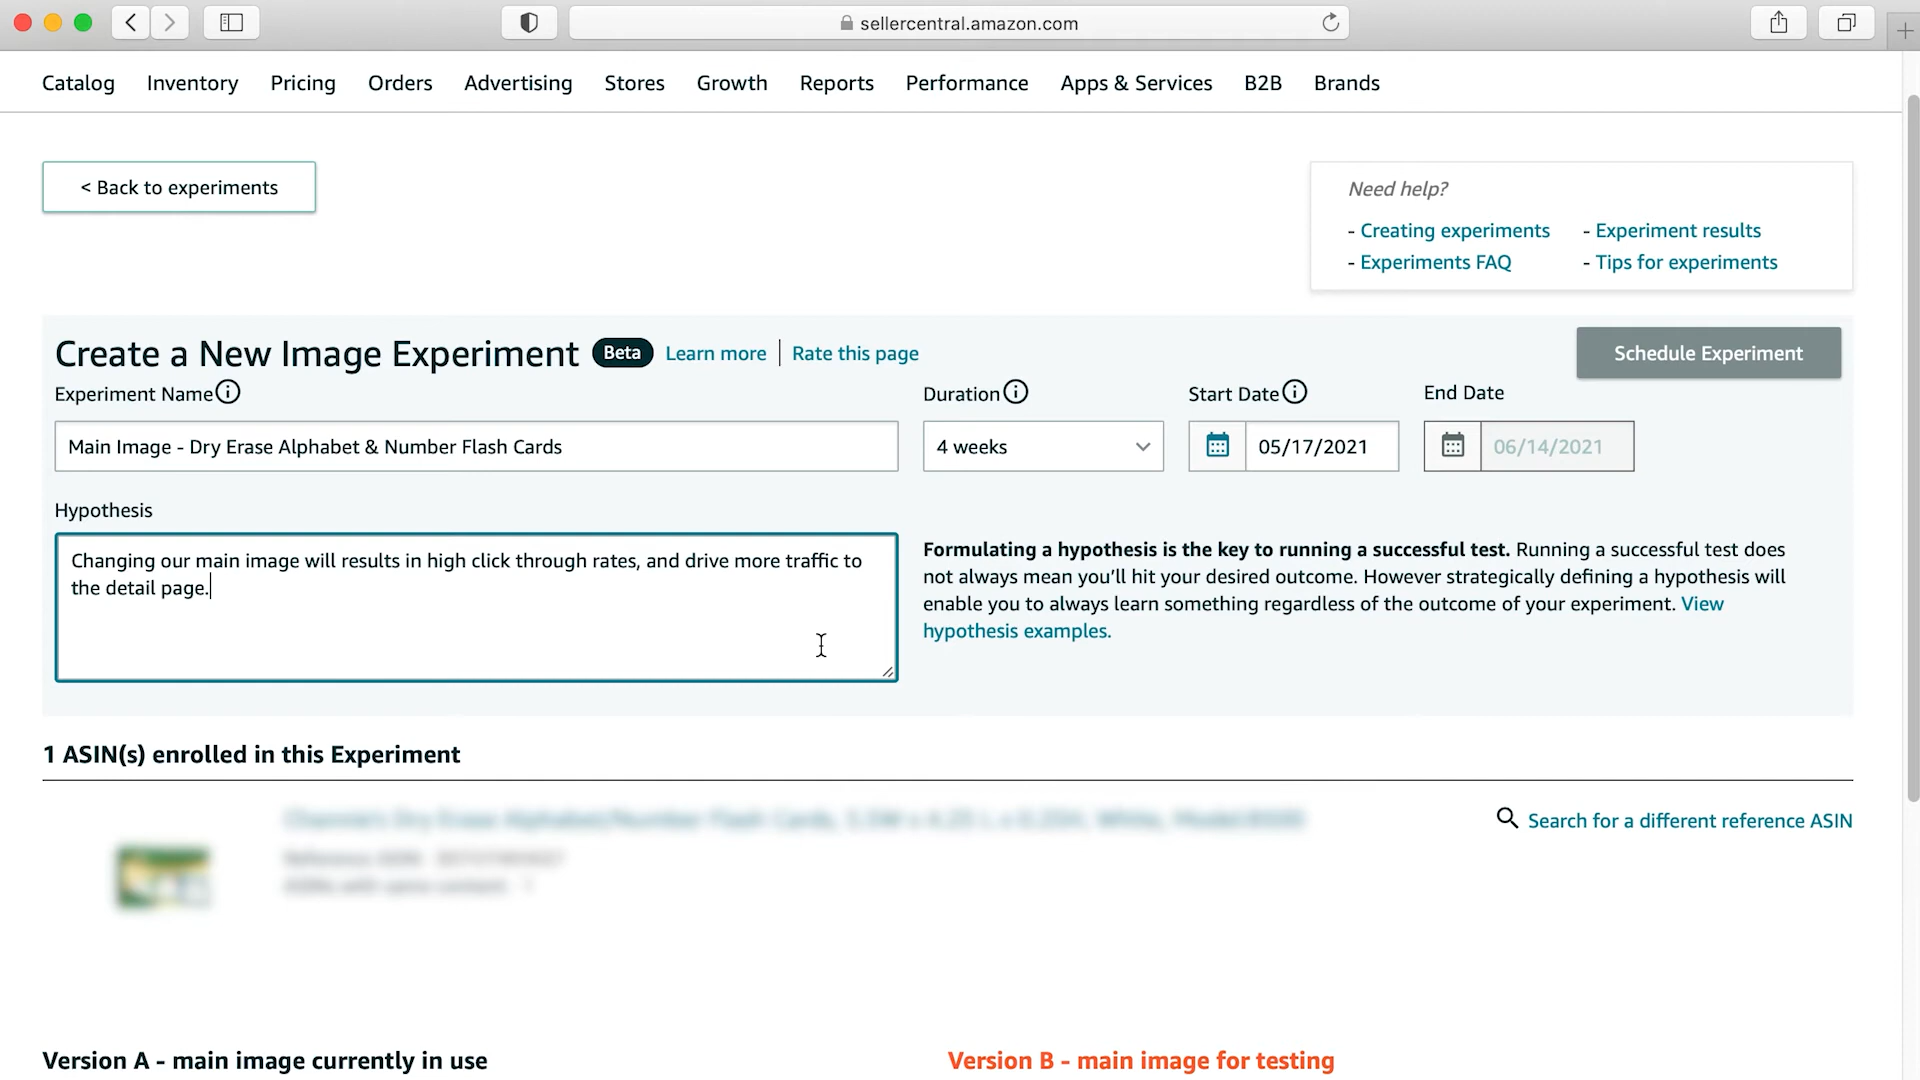 sellercentral.amazon.com
Catalog Inventory Pricing Orders Advertising Stores Growth Reports Performance Apps & Services B2B Brands
< Back to experiments
Need help?
- Creating experiments - Experiment results
- Experiments FAQ - Tips for experiments
Create a New Image Experiment Beta Learn more Rate this page Schedule Experiment
Experiment Name Duration Start Date End Date
Main Image - Dry Erase Alphabet & Number Flash Cards 4 weeks 05/17/2021 06/14/2021
Hypothesis
Changing our main image will results in high click through rates, and drive more traffic to
the detail page.
Formulating a hypothesis is the key to running a successful test. Running a successful test does
not always mean you’ll hit your desired outcome. However strategically defining a hypothesis will
enable you to always learn something regardless of the outcome of your experiment. View
hypothesis examples.
1 ASIN(s) enrolled in this Experiment
Search for a different reference ASIN
Version A - main image currently in use Version B - main image for testing